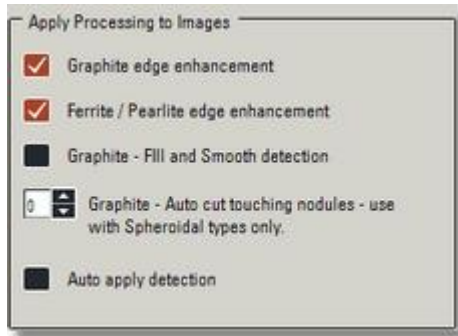 Apply Processing to Images
Graphite edge enhancement
Ferrite / Pearlite edge enhancement
Graphite - FIll and Smooth detection
0 Graphite - Auto cut touching nodules - use
with Spheroidal types only.
Auto apply detection